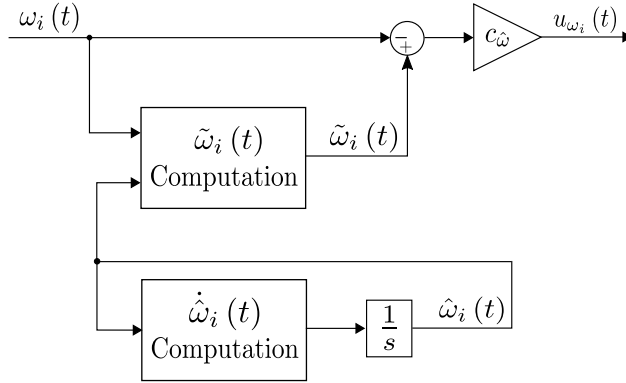 ω_i (t)
u_{ω_i} (t)
−
+
c_{ω̂}
ω̃_i (t)
Computation
ω̃_i (t)
ω̂̇_i (t)
Computation
1/s
ω̂_i (t)